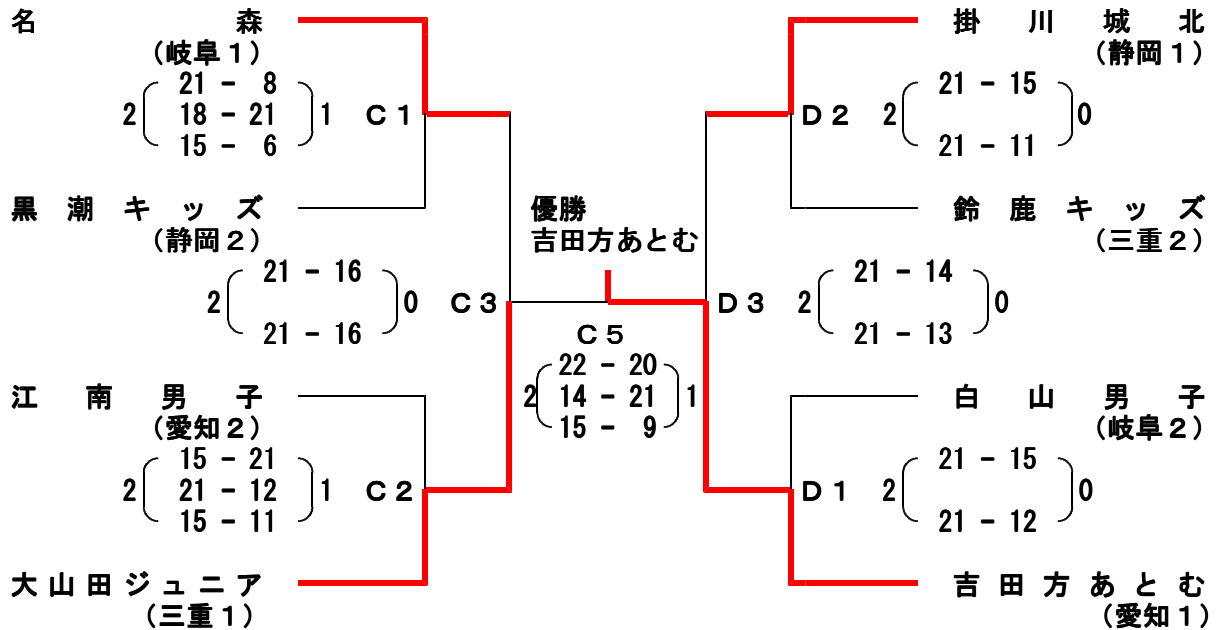 名森
(岐阜1)
21 - 8
2 18 - 21 1 C1
15 - 6
黒潮キッズ
(静岡2)
21 - 16
2 0 C3
21 - 16
江南男子
(愛知2)
15 - 21
2 21 - 12 1 C2
15 - 11
大山田ジュニア
(三重1)
優勝
吉田方あとむ
C5
22 - 20
2 14 - 21 1
15 - 9
掛川城北
(静岡1)
21 - 15
D2 2 0
21 - 11
鈴鹿キッズ
(三重2)
21 - 14
D3 2 0
21 - 13
白山男子
(岐阜2)
21 - 15
D1 2 0
21 - 12
吉田方あとむ
(愛知1)